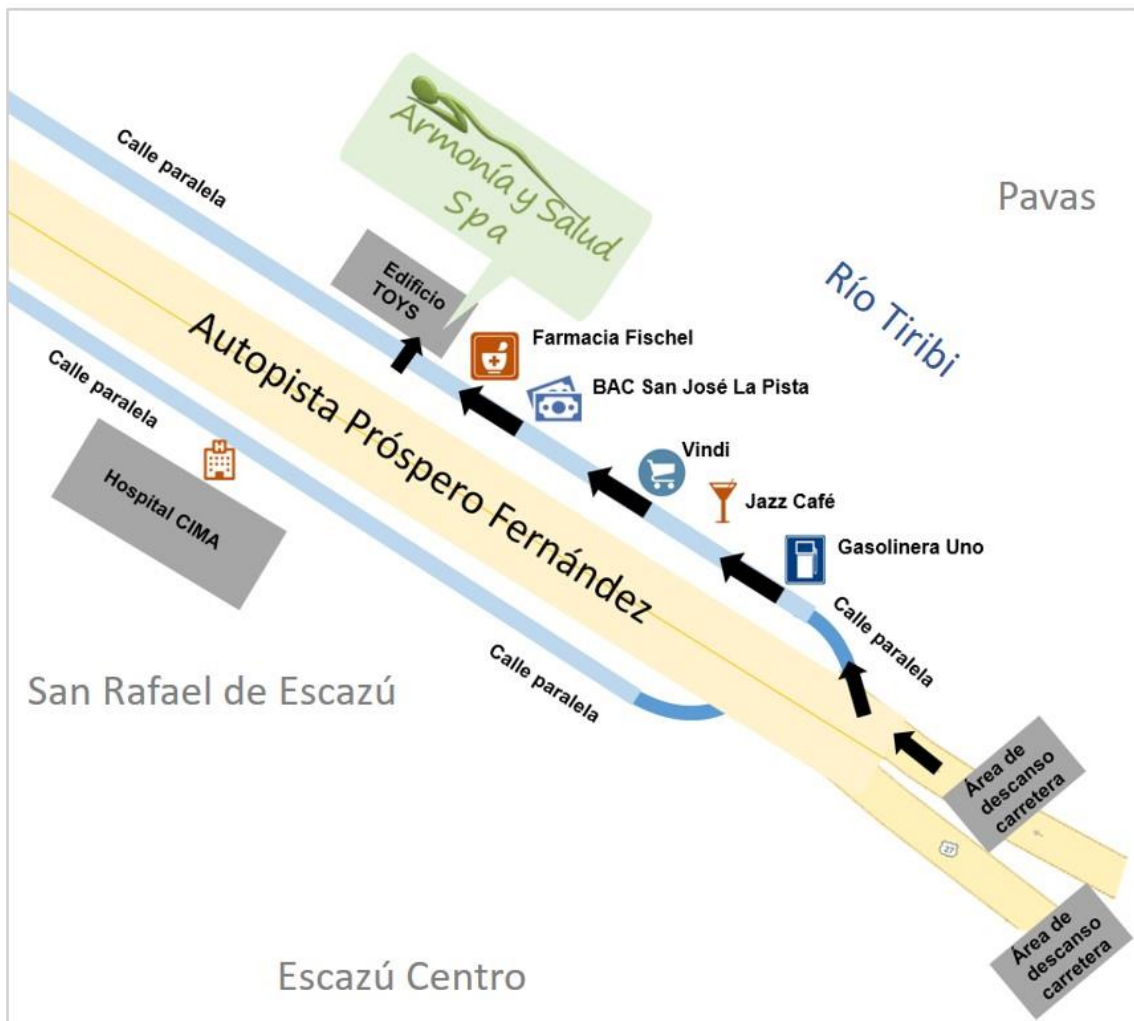 Calle paralela
Armonía y Salud
Spa
Pavas
Edificio
TOYS
Río Tiribi
Farmacia Fischel
BAC San José La Pista
Autopista Próspero Fernández
Calle paralela
H
Hospital CIMA
Vindi
Jazz Café
Gasolinera Uno
Calle paralela
San Rafael de Escazú
Calle paralela
Área de
descanso
carretera
27
Área de
descanso
carretera
Escazú Centro